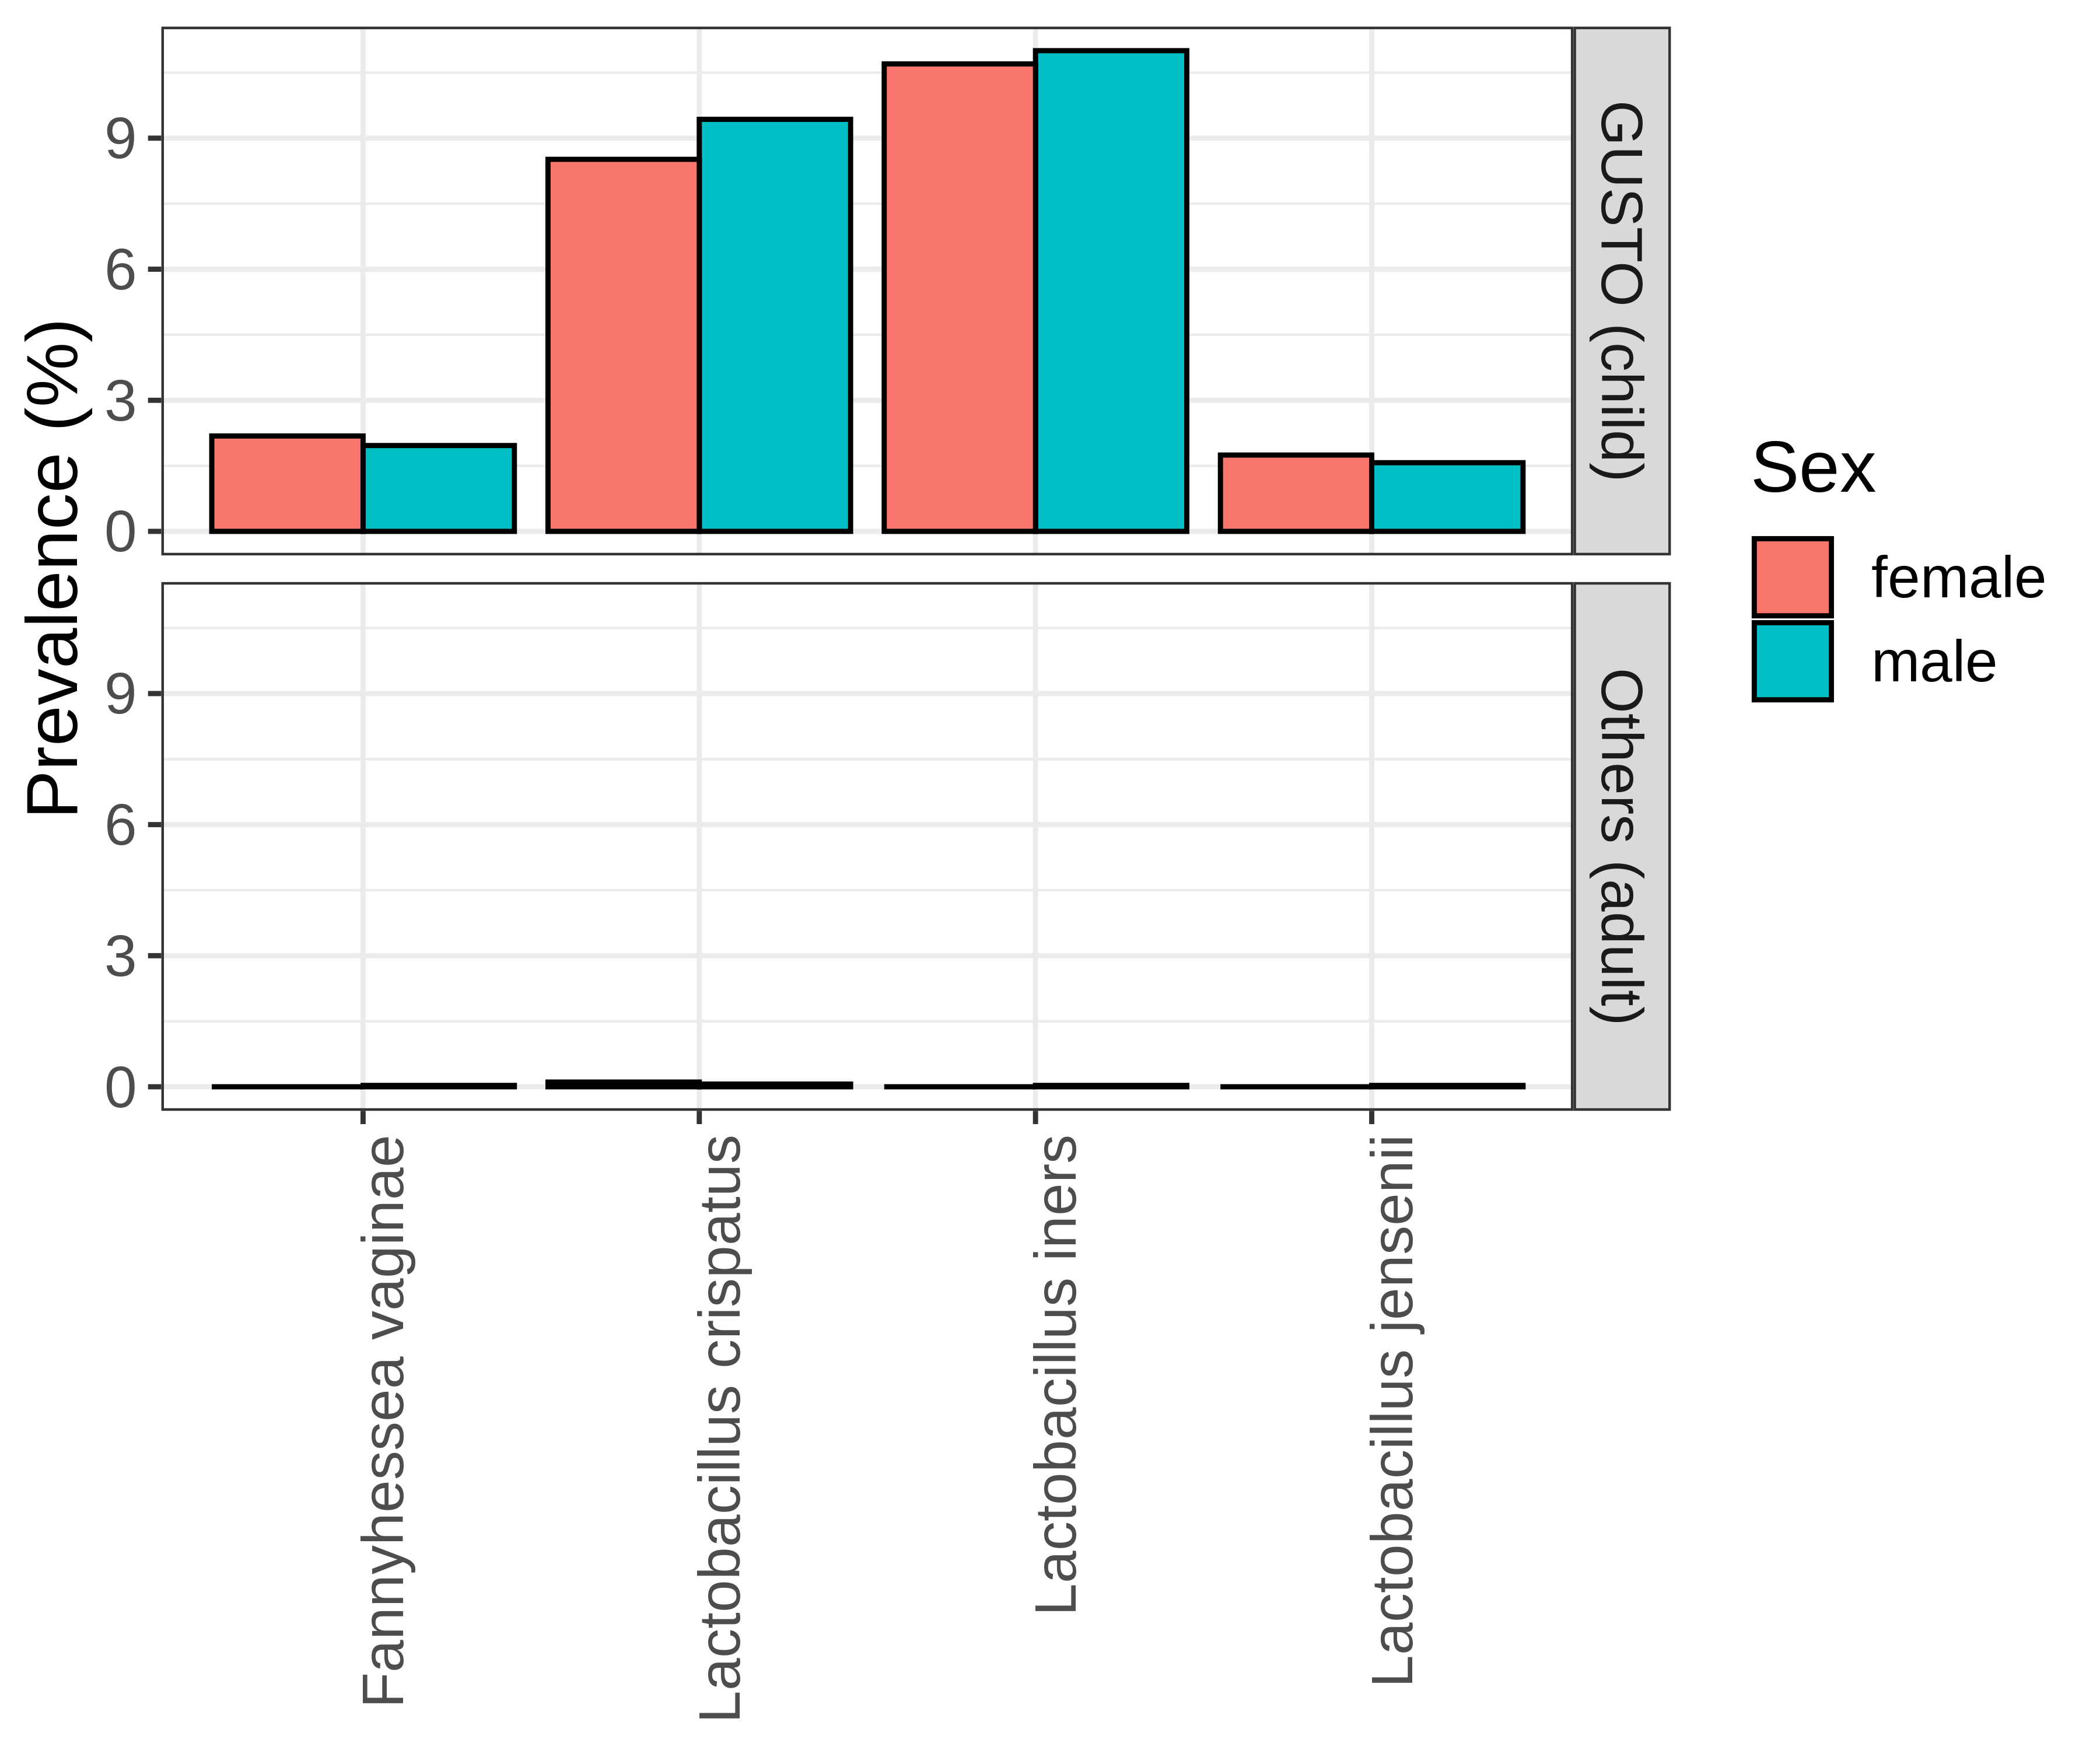 Prevalence (%)
9
6
3
0
GUSTO (child)
9
6
3
0
Others (adult)
Fannyhessea vaginae
Lactobacillus crispatus
Lactobacillus iners
Lactobacillus jensenii
Sex
female
male